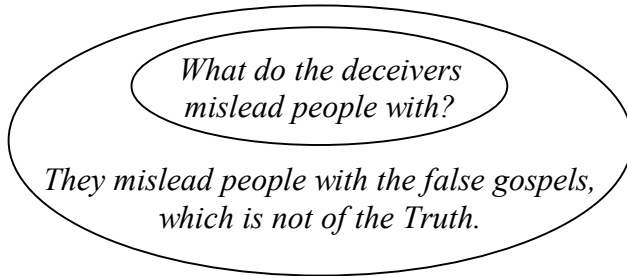 What do the deceivers
mislead people with?
They mislead people with the false gospels,
which is not of the Truth.